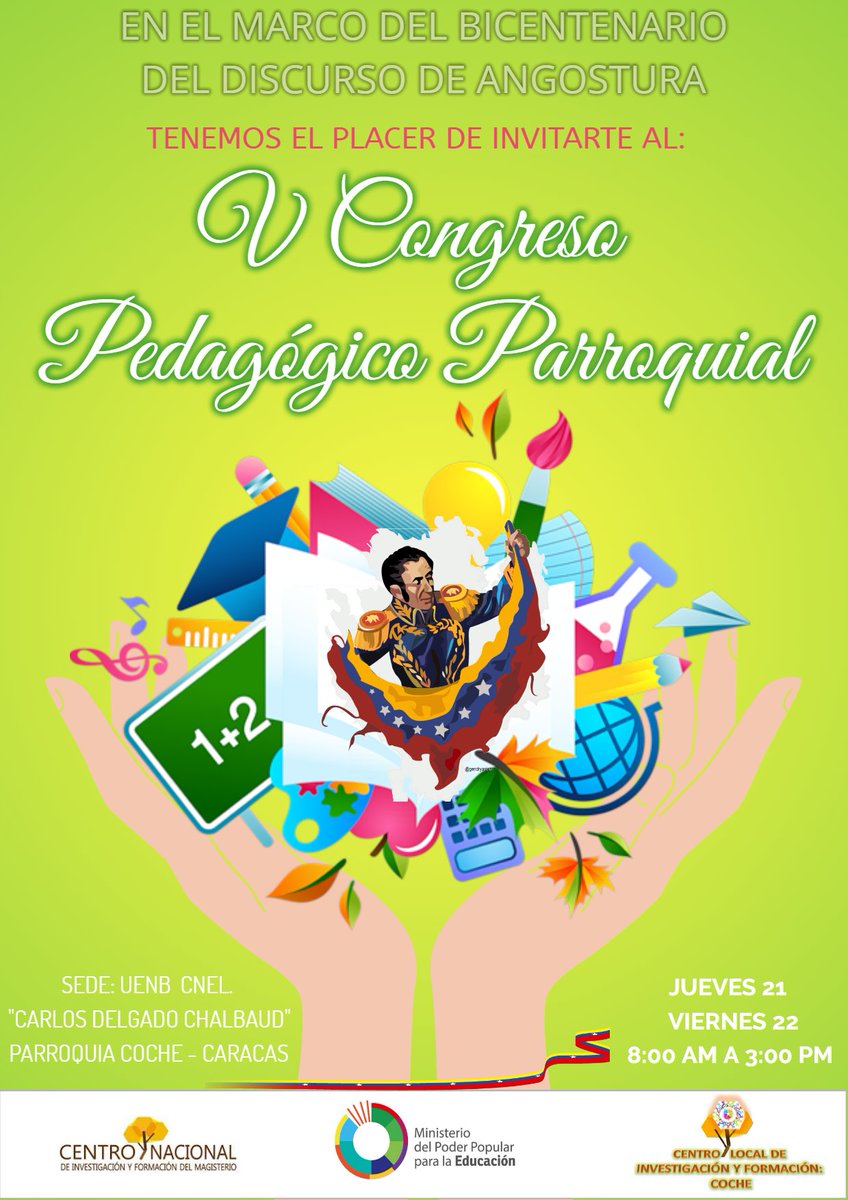 EN EL MARCO DEL BICENTENARIO
DEL DISCURSO DE ANGOSTURA
TENEMOS EL PLACER DE INVITARTE AL:
V Congreso
Pedagógico Parroquial
1+2
SEDE: UENB CNEL.
"CARLOS DELGADO CHALBAUD"
PARROQUIA COCHE - CARACAS
JUEVES 21
VIERNES 22
8:00 AM A 3:00 PM
CENTRO NACIONAL
DE INVESTIGACIÓN Y FORMACIÓN DEL MAGISTERIO
Ministerio
del Poder Popular
para la Educación
CENTRO LOCAL DE
INVESTIGACIÓN Y FORMACIÓN:
COCHE